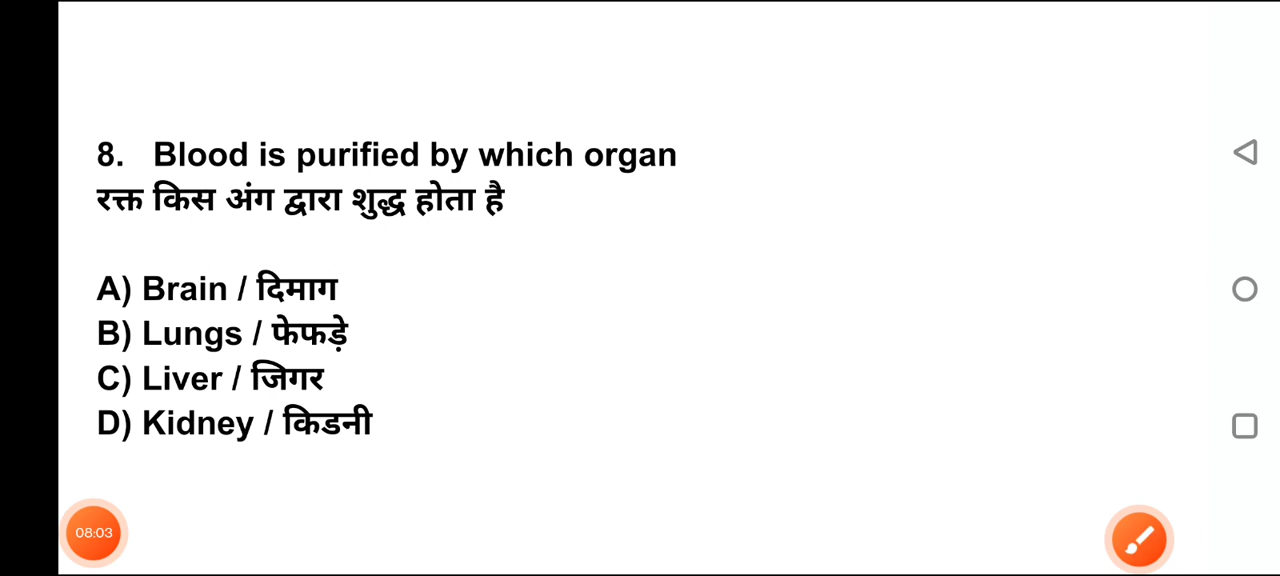 8. Blood is purified by which organ
रक्त किस अंग द्वारा शुद्ध होता है
A) Brain / दिमाग
B) Lungs / फेफड़े
C) Liver / जिगर
D) Kidney / किडनी
08:03